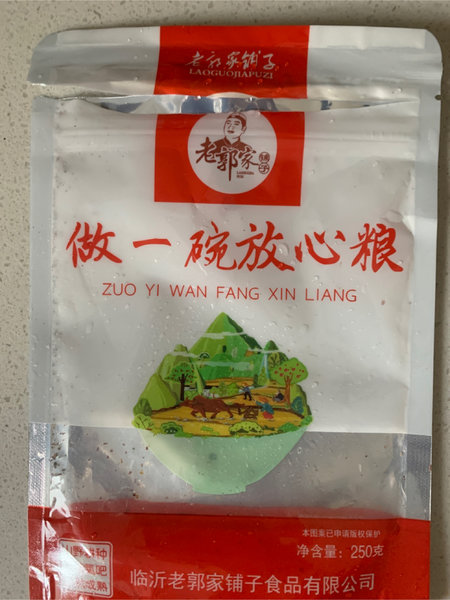 老郭家铺子
LAOGUOJIAPUZI
老郭家
铺子
做一碗放心粮
ZUO YI WAN FANG XIN LIANG
本图案已申请版权保护
净含量：250克
临沂老郭家铺子食品有限公司